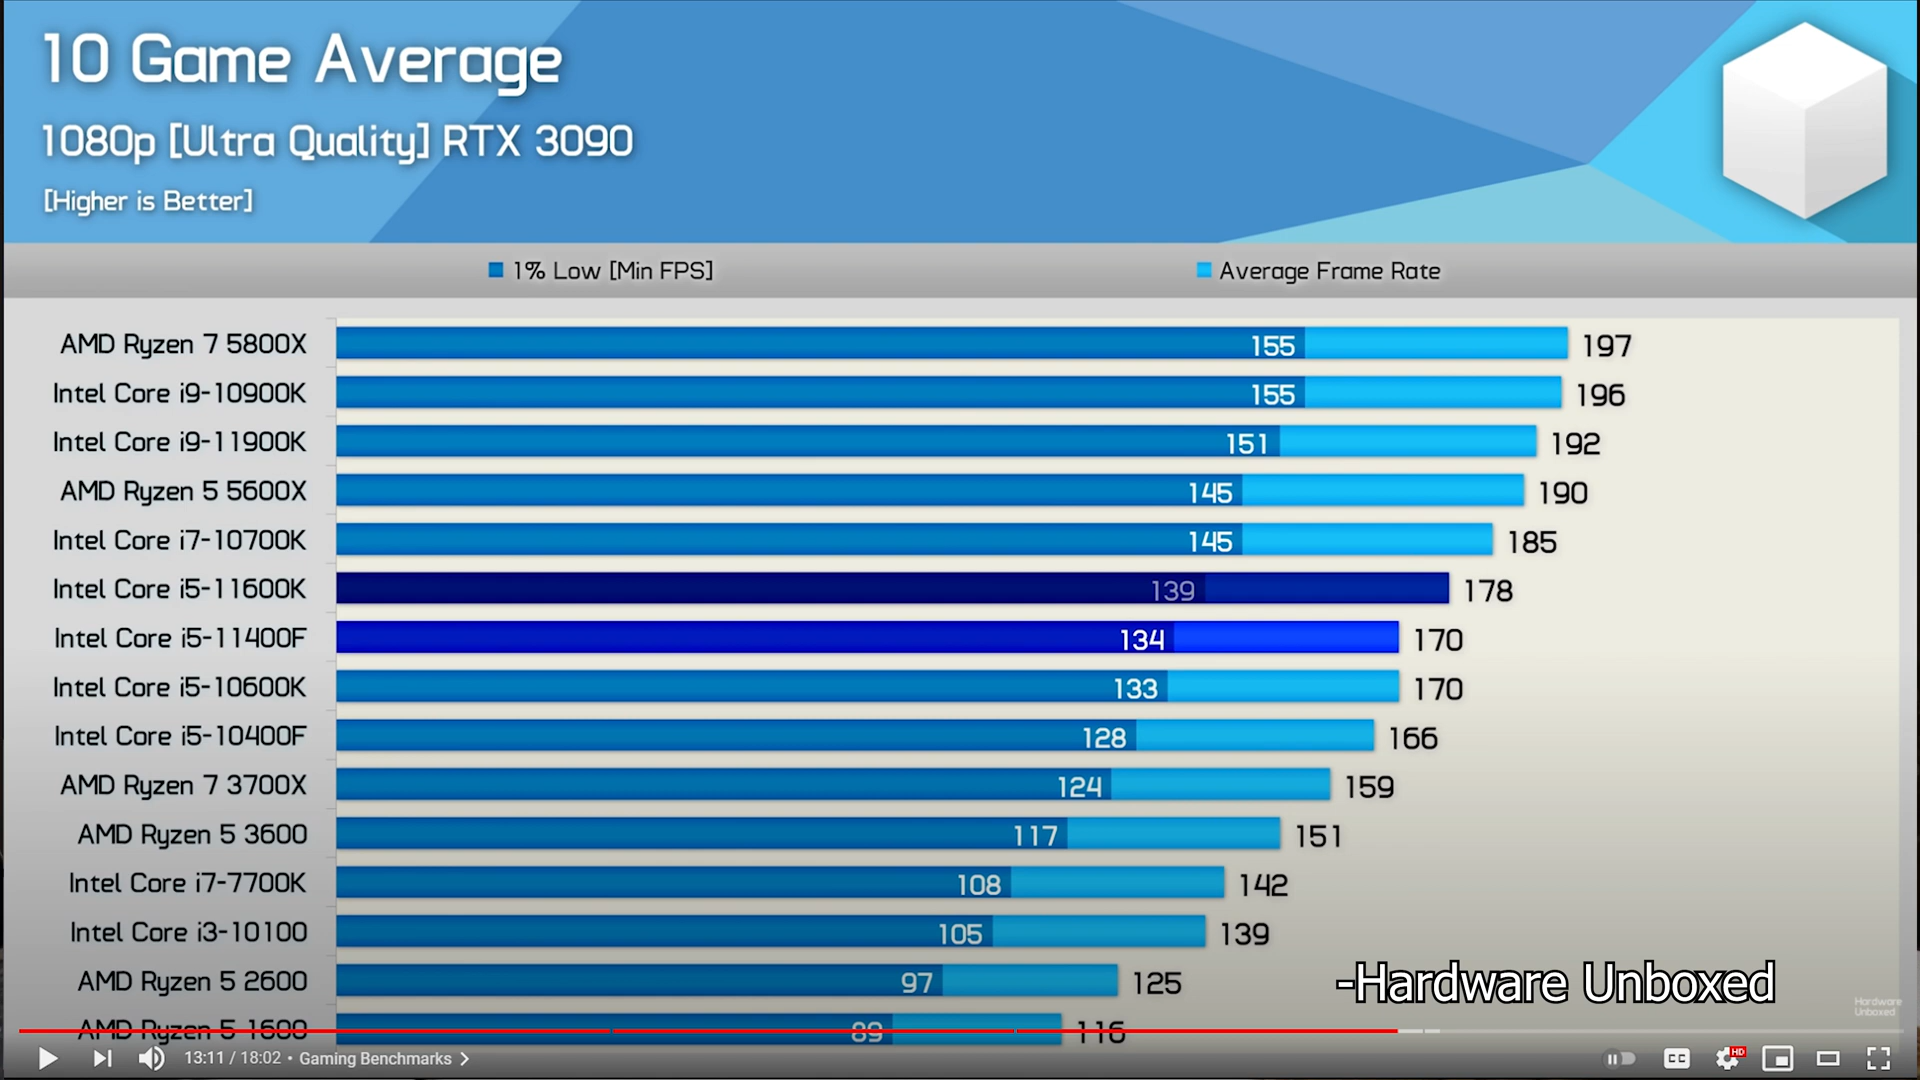 10 Game Average
1080p [Ultra Quality] RTX 3090
[Higher is Better]
1% Low [Min FPS] Average Frame Rate
AMD Ryzen 7 5800X 155 197
Intel Core i9-10900K 155 196
Intel Core i9-11900K 151 192
AMD Ryzen 5 5600X 145 190
Intel Core i7-10700K 145 185
Intel Core i5-11600K 139 178
Intel Core i5-11400F 134 170
Intel Core i5-10600K 133 170
Intel Core i5-10400F 128 166
AMD Ryzen 7 3700X 124 159
AMD Ryzen 5 3600 117 151
Intel Core i7-7700K 108 142
Intel Core i3-10100 105 139
AMD Ryzen 5 2600 97 125
-Hardware Unboxed
Hardware
Unboxed
AMD Ryzen 5 1600 89 116
13:11 / 18:02 • Gaming Benchmarks
CC HD